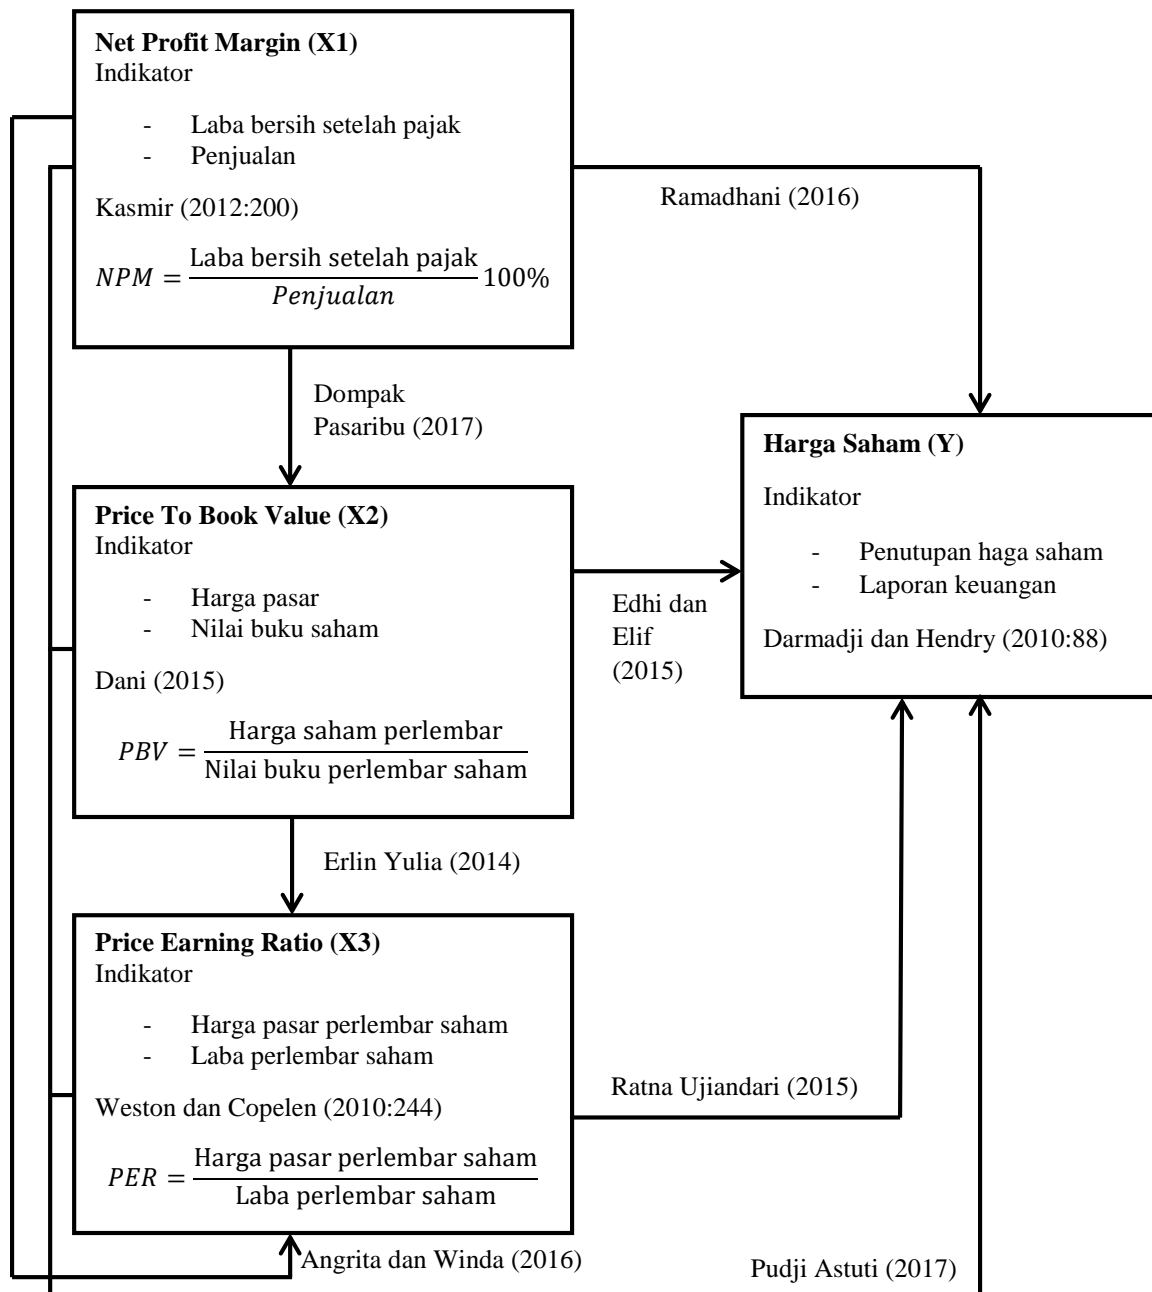 Net Profit Margin (X1)
Indikator
- Laba bersih setelah pajak
- Penjualan
Kasmir (2012:200)
NPM = Laba bersih setelah pajak / Penjualan 100%
Ramadhani (2016)
Dompak
Pasaribu (2017)
Harga Saham (Y)
Indikator
- Penutupan haga saham
- Laporan keuangan
Darmadji dan Hendry (2010:88)
Price To Book Value (X2)
Indikator
- Harga pasar
- Nilai buku saham
Dani (2015)
PBV = Harga saham perlembar / Nilai buku perlembar saham
Edhi dan
Elif
(2015)
Erlin Yulia (2014)
Price Earning Ratio (X3)
Indikator
- Harga pasar perlembar saham
- Laba perlembar saham
Weston dan Copelen (2010:244)
PER = Harga pasar perlembar saham / Laba perlembar saham
Ratna Ujiandari (2015)
Angrita dan Winda (2016)
Pudji Astuti (2017)